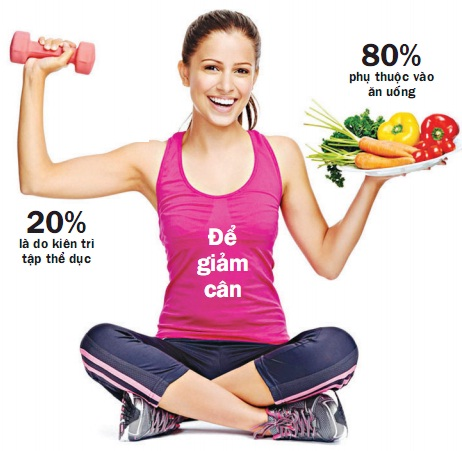 80%
phụ thuộc vào
ăn uống
20%
là do kiên trì
tập thể dục
Để
giảm
cân